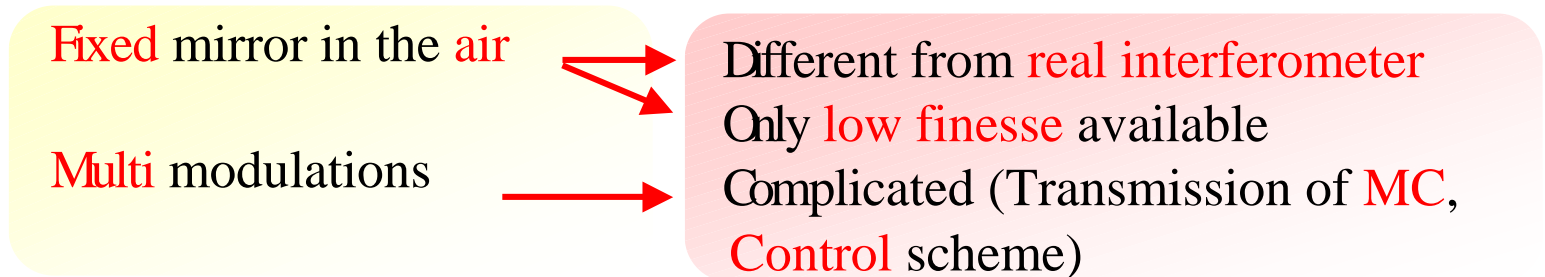 Fixed mirror in the air
Multi modulations
Different from real interferometer
Only low finesse available
Complicated (Transmission of MC,
Control scheme)